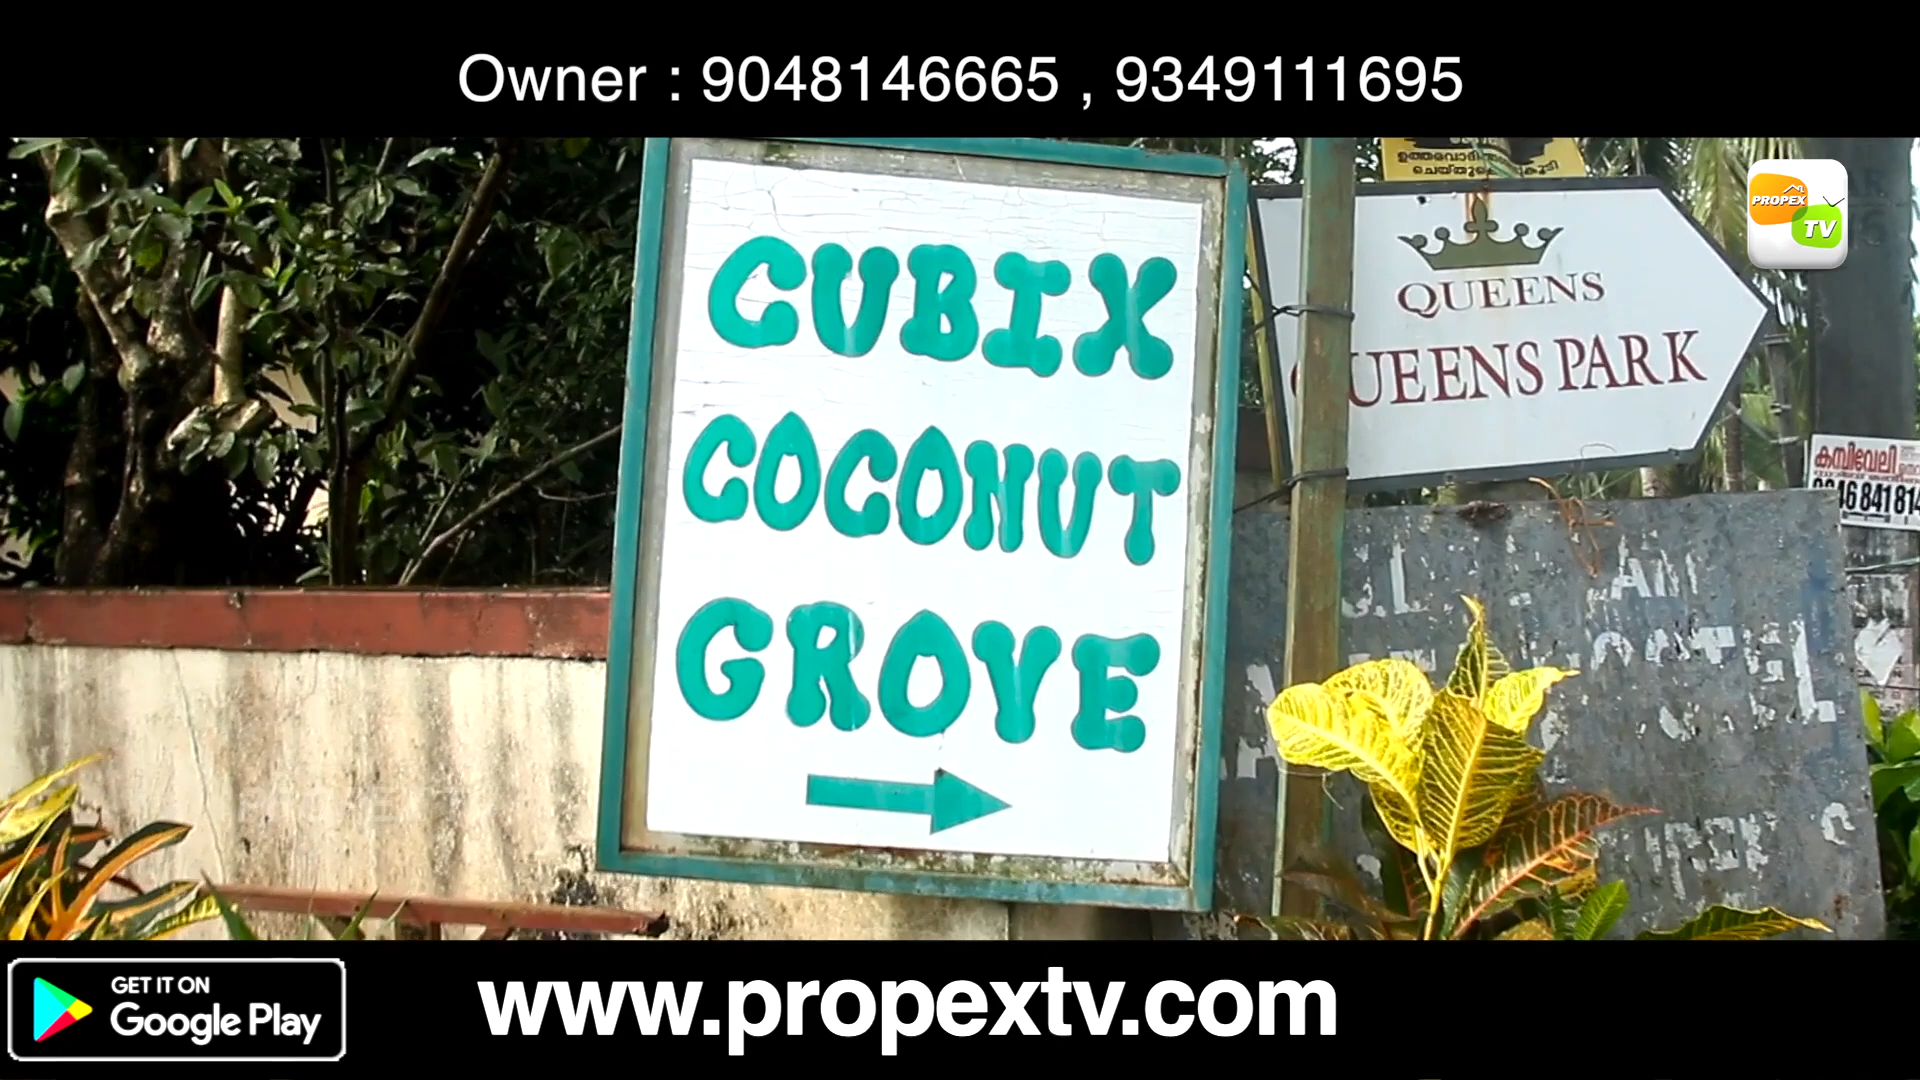 Owner : 9048146665 , 9349111695
CUBIX
COCONUT
GROVE
ചെയ്തു
QUEENS
QUEENS PARK
PROPEX
TV
കമ്പിവേലി
GET IT ON
Google Play
www.propextv.com